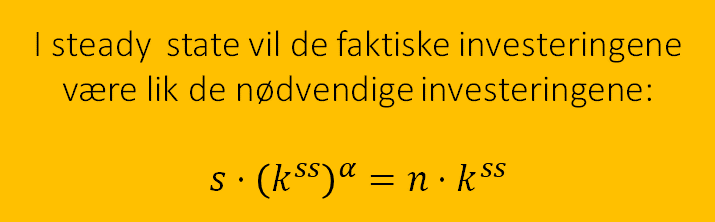 I steady state vil de faktiske investeringene
være lik de nødvendige investeringene:
s · (k^{ss})^α = n · k^{ss}